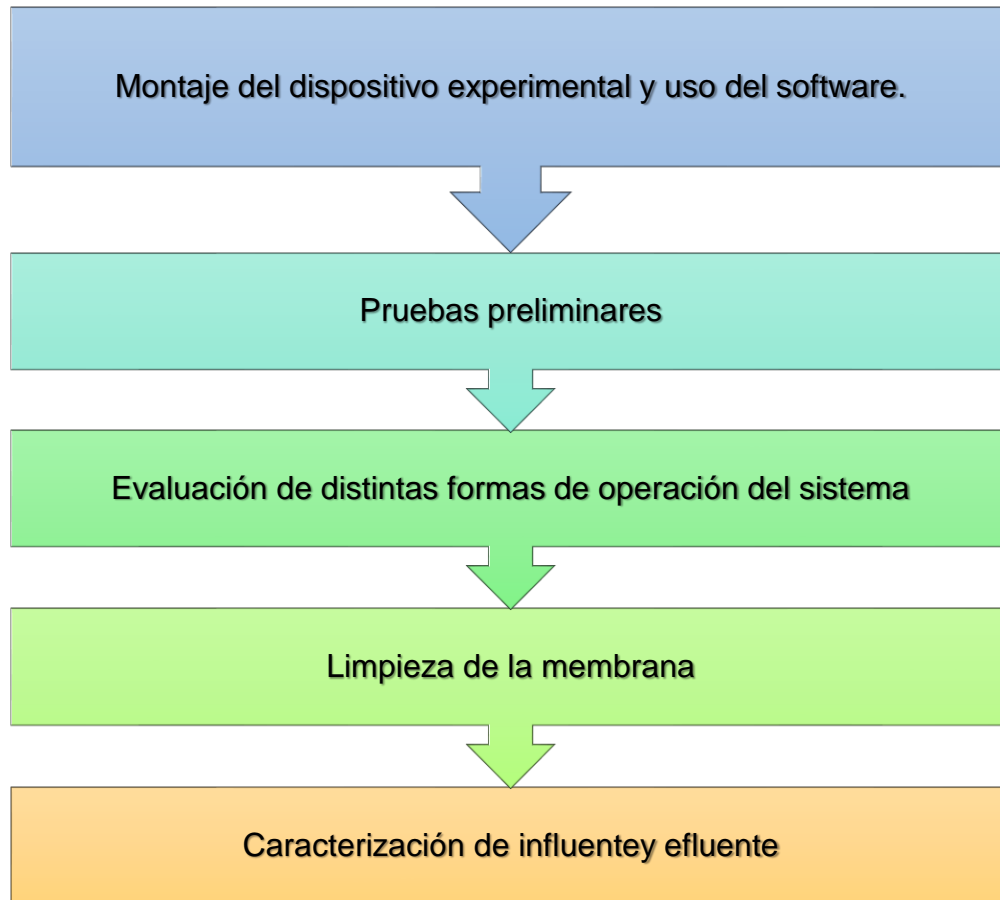 Montaje del dispositivo experimental y uso del software.
Pruebas preliminares
Evaluación de distintas formas de operación del sistema
Limpieza de la membrana
Caracterización de influentey efluente